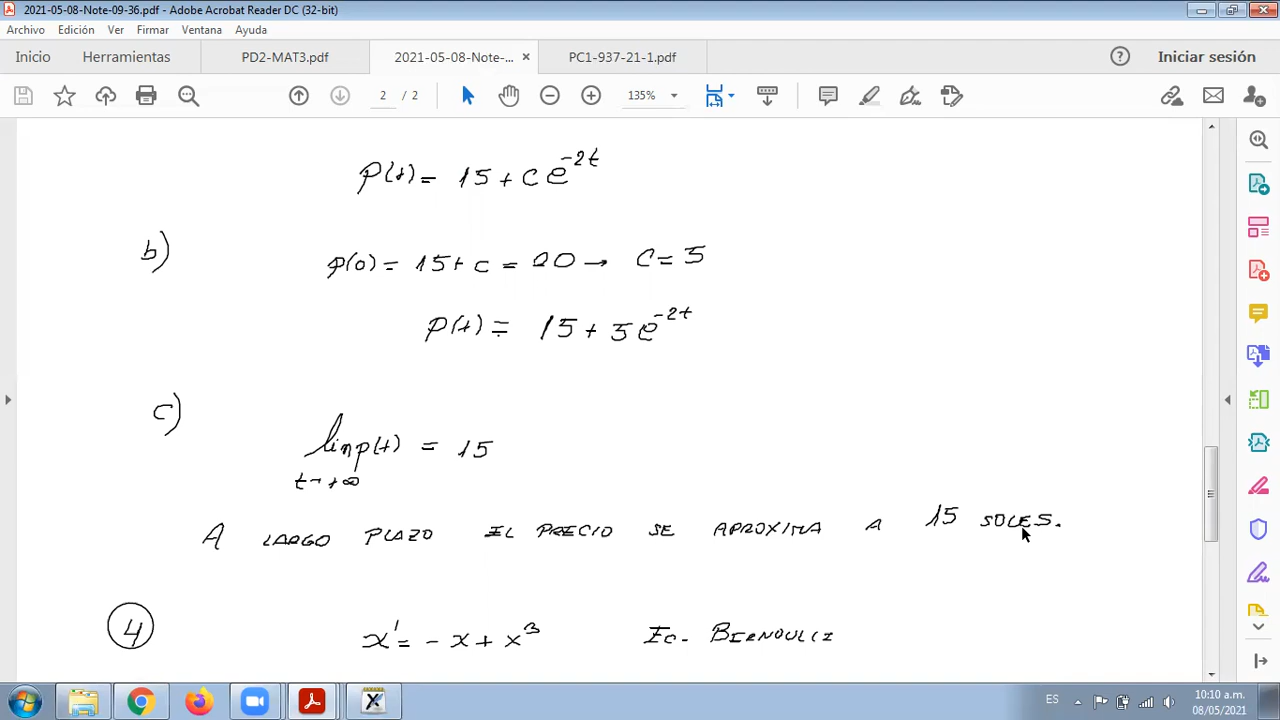 2021-05-08-Note-09-36.pdf - Adobe Acrobat Reader DC (32-bit)
Archivo Edición Ver Firmar Ventana Ayuda
Inicio Herramientas PD2-MAT3.pdf 2021-05-08-Note-... × PC1-937-21-1.pdf Iniciar sesión
2 / 2 135%
P(t)= 15 + c e^{-2t}
b) p(0)= 15+ c = 20 → c= 5
p(t)= 15 + 5e^{-2t}
c)
lim p(t) = 15
t→+∞
A LARGO PLAZO EL PRECIO SE APROXIMA A 15 SOLES.
4 x' = - x + x^3 Ec. BERNOULLI
ES 10:10 a.m.
08/05/2021